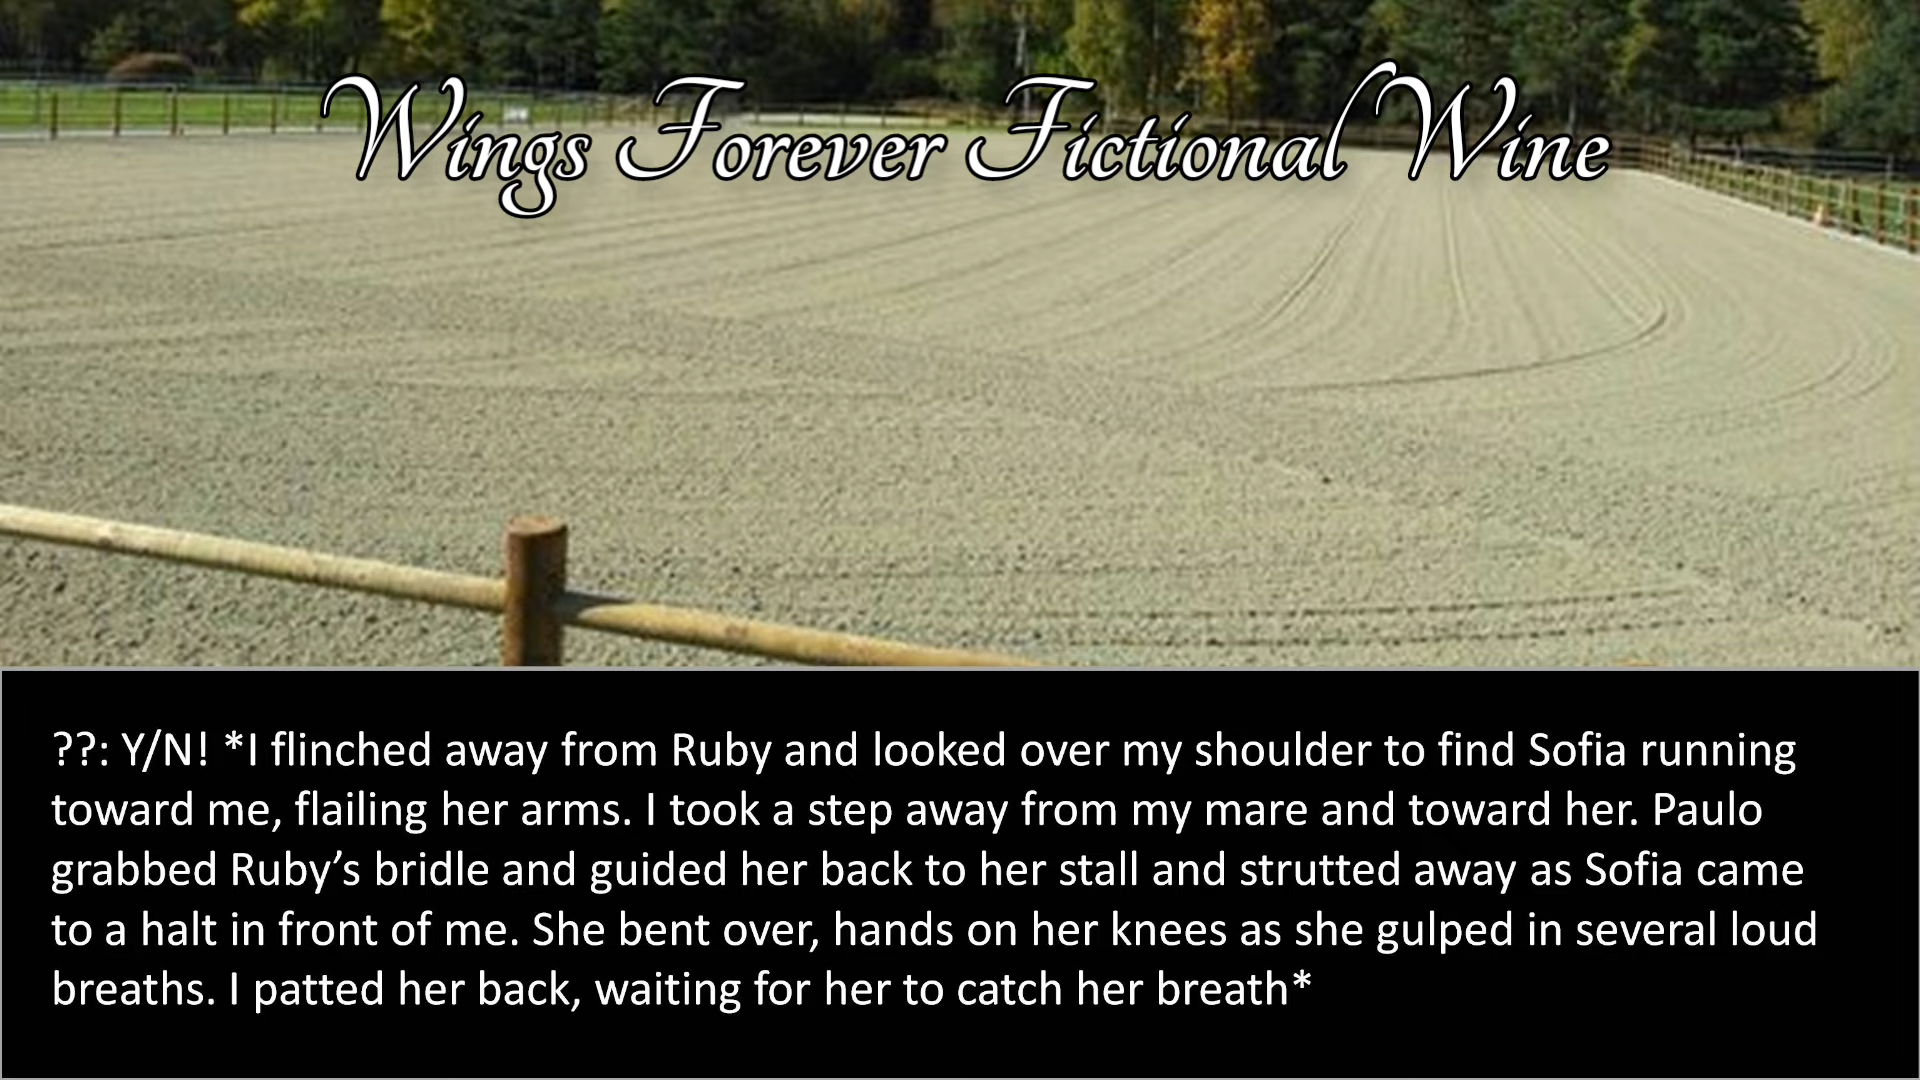 Wings Forever Fictional Wine
??: Y/N! *I flinched away from Ruby and looked over my shoulder to find Sofia running
toward me, flailing her arms. I took a step away from my mare and toward her. Paulo
grabbed Ruby’s bridle and guided her back to her stall and strutted away as Sofia came
to a halt in front of me. She bent over, hands on her knees as she gulped in several loud
breaths. I patted her back, waiting for her to catch her breath*